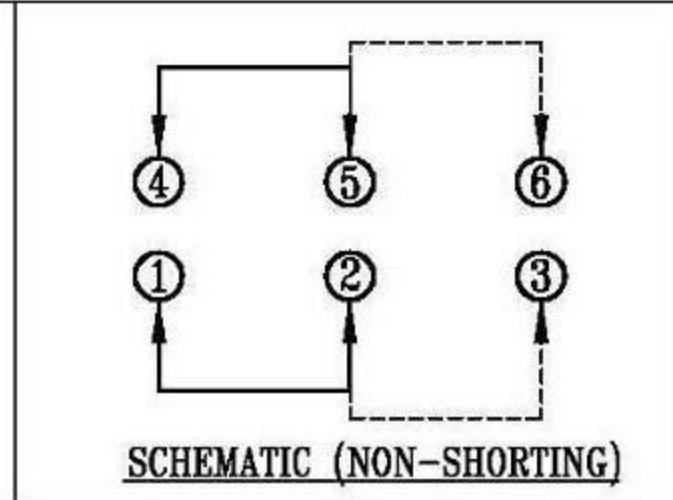 ④ ⑤ ⑥
① ② ③
SCHEMATIC (NON-SHORTING)